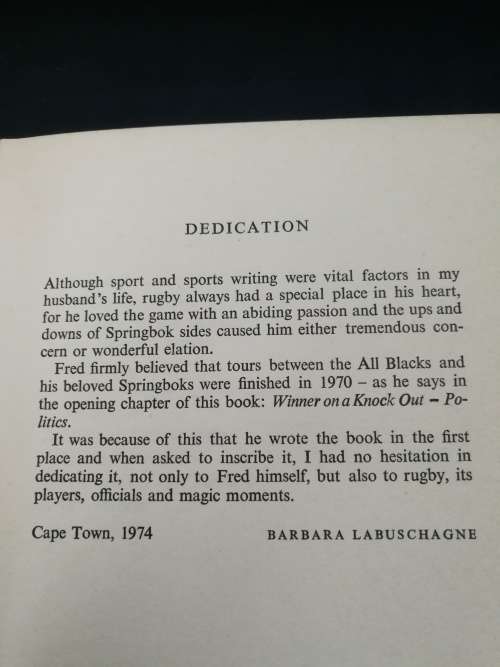 DEDICATION
Although sport and sports writing were vital factors in my
husband's life, rugby always had a special place in his heart,
for he loved the game with an abiding passion and the ups and
downs of Springbok sides caused him either tremendous con-
cern or wonderful elation.
Fred firmly believed that tours between the All Blacks and
his beloved Springboks were finished in 1970 – as he says in
the opening chapter of this book: Winner on a Knock Out – Po-
litics.
It was because of this that he wrote the book in the first
place and when asked to inscribe it, I had no hesitation in
dedicating it, not only to Fred himself, but also to rugby, its
players, officials and magic moments.
Cape Town, 1974 BARBARA LABUSCHAGNE